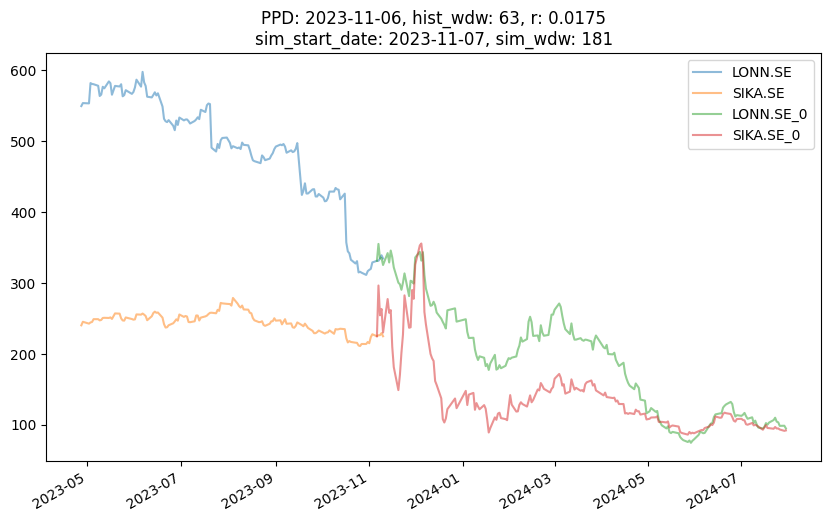 PPD: 2023-11-06, hist_wdw: 63, r: 0.0175
sim_start_date: 2023-11-07, sim_wdw: 181
600
500
400
300
200
100
LONN.SE
SIKA.SE
LONN.SE_0
SIKA.SE_0
2023-05
2023-07
2023-09
2023-11
2024-01
2024-03
2024-05
2024-07